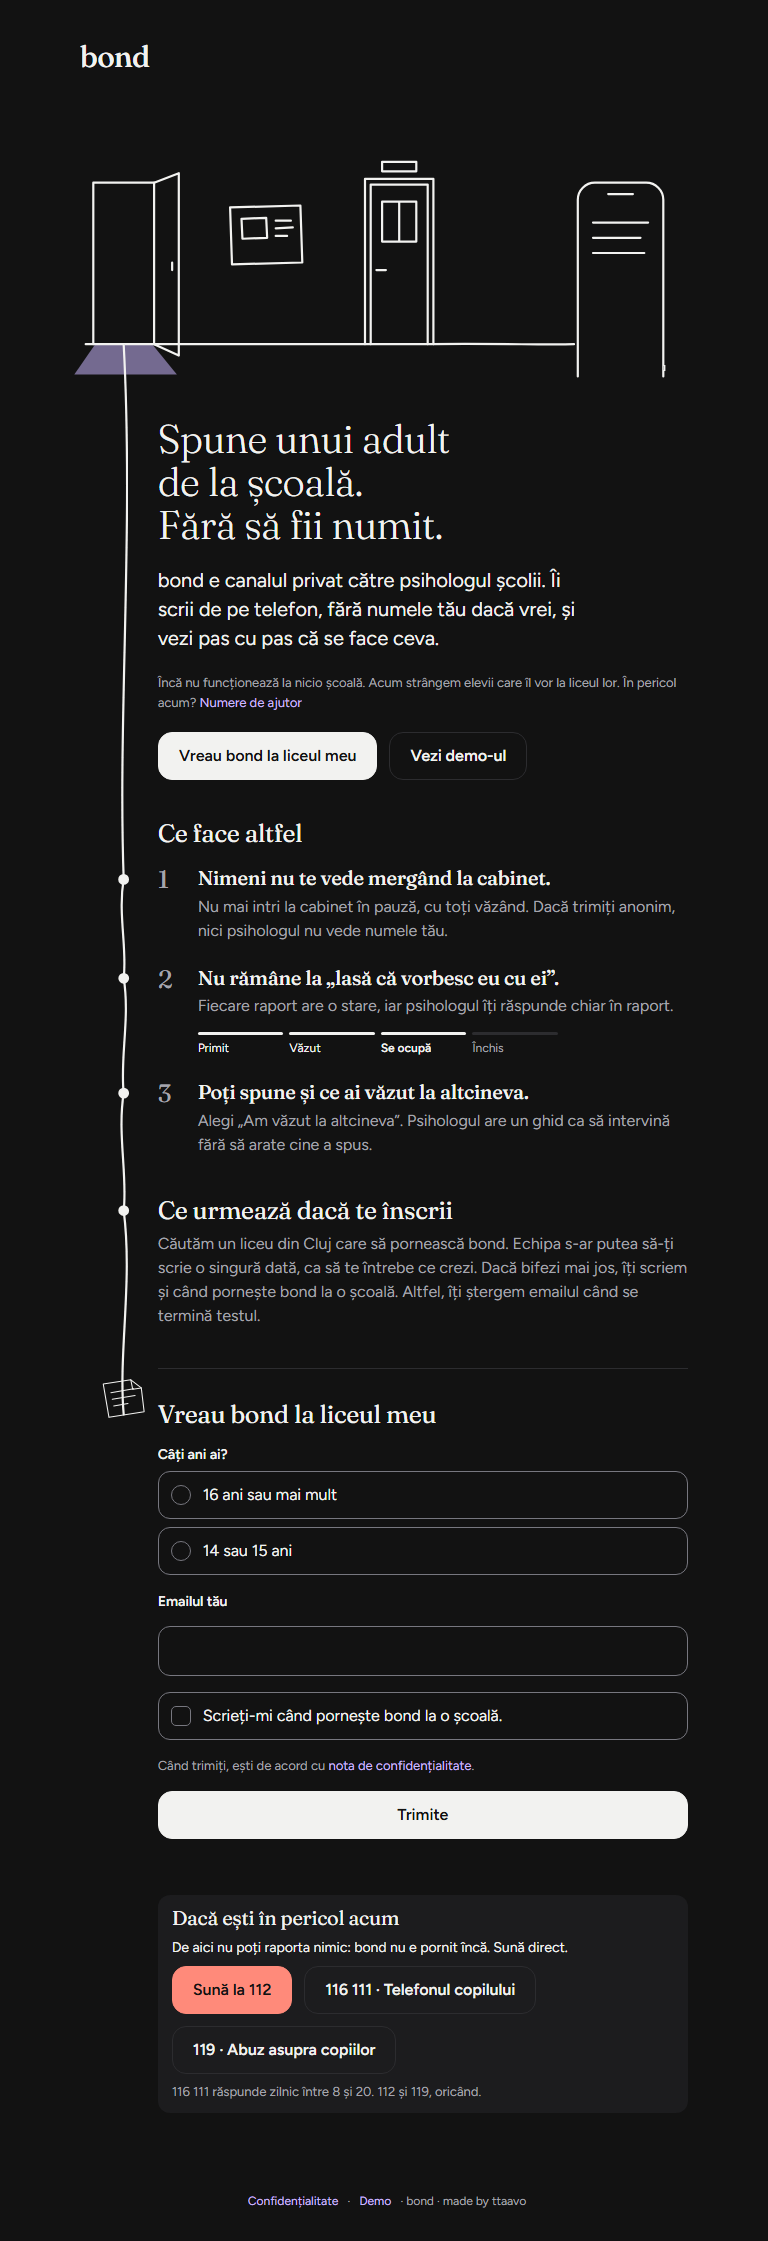 bond
Spune unui adult
de la școală.
Fără să fii numit.
bond e canalul privat către psihologul școlii. Îi
scrii de pe telefon, fără numele tău dacă vrei, și
vezi pas cu pas că se face ceva.
Încă nu funcționează la nicio școală. Acum strângem elevii care îl vor la liceul lor. În pericol
acum? Numere de ajutor
Vreau bond la liceul meu
Vezi demo-ul
Ce face altfel
1 Nimeni nu te vede mergând la cabinet.
Nu mai intri la cabinet în pauză, cu toți văzând. Dacă trimiți anonim,
nici psihologul nu vede numele tău.
2 Nu rămâne la „lasă că vorbesc eu cu ei”.
Fiecare raport are o stare, iar psihologul îți răspunde chiar în raport.
Primit Văzut Se ocupă Închis
3 Poți spune și ce ai văzut la altcineva.
Alegi „Am văzut la altcineva”. Psihologul are un ghid ca să intervină
fără să arate cine a spus.
Ce urmează dacă te înscrii
Căutăm un liceu din Cluj care să pornească bond. Echipa s-ar putea să-ți
scrie o singură dată, ca să te întrebe ce crezi. Dacă bifezi mai jos, îți scriem
și când pornește bond la o școală. Altfel, îți ștergem emailul când se
termină testul.
Vreau bond la liceul meu
Câți ani ai?
16 ani sau mai mult
14 sau 15 ani
Emailul tău
Scrieți-mi când pornește bond la o școală.
Când trimiți, ești de acord cu nota de confidențialitate.
Trimite
Dacă ești în pericol acum
De aici nu poți raporta nimic: bond nu e pornit încă. Sună direct.
Sună la 112
116 111 · Telefonul copilului
119 · Abuz asupra copiilor
116 111 răspunde zilnic între 8 și 20. 112 și 119, oricând.
Confidențialitate · Demo · bond · made by ttaavo